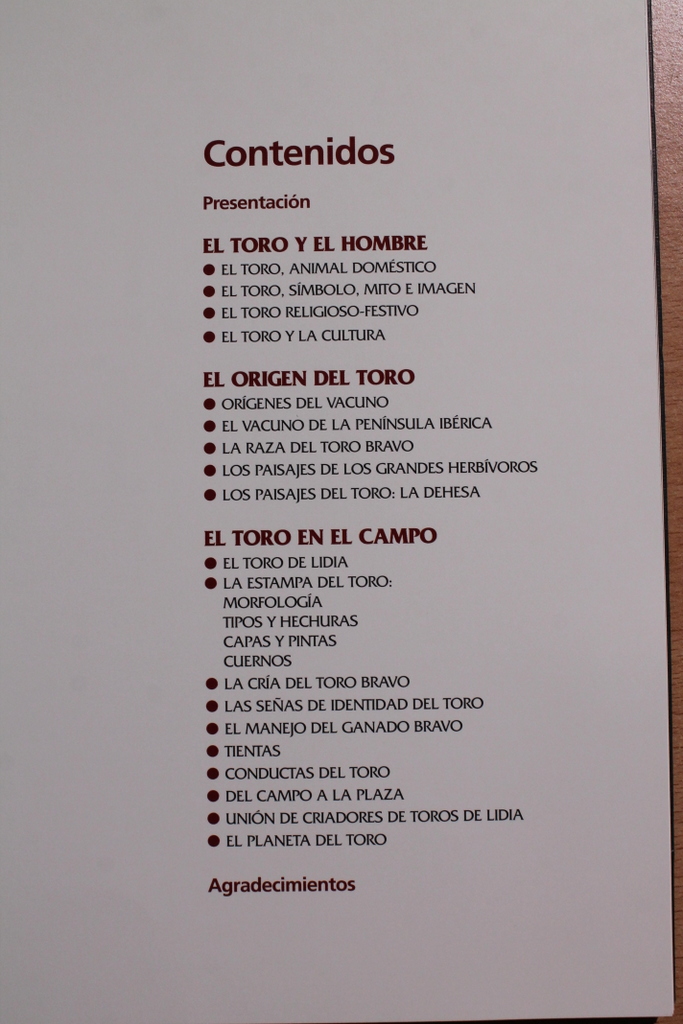 Contenidos
Presentación
EL TORO Y EL HOMBRE
● EL TORO, ANIMAL DOMÉSTICO
● EL TORO, SÍMBOLO, MITO E IMAGEN
● EL TORO RELIGIOSO-FESTIVO
● EL TORO Y LA CULTURA
EL ORIGEN DEL TORO
● ORÍGENES DEL VACUNO
● EL VACUNO DE LA PENÍNSULA IBÉRICA
● LA RAZA DEL TORO BRAVO
● LOS PAISAJES DE LOS GRANDES HERBÍVOROS
● LOS PAISAJES DEL TORO: LA DEHESA
EL TORO EN EL CAMPO
● EL TORO DE LIDIA
● LA ESTAMPA DEL TORO:
MORFOLOGÍA
TIPOS Y HECHURAS
CAPAS Y PINTAS
CUERNOS
● LA CRÍA DEL TORO BRAVO
● LAS SEÑAS DE IDENTIDAD DEL TORO
● EL MANEJO DEL GANADO BRAVO
● TIENTAS
● CONDUCTAS DEL TORO
● DEL CAMPO A LA PLAZA
● UNIÓN DE CRIADORES DE TOROS DE LIDIA
● EL PLANETA DEL TORO
Agradecimientos